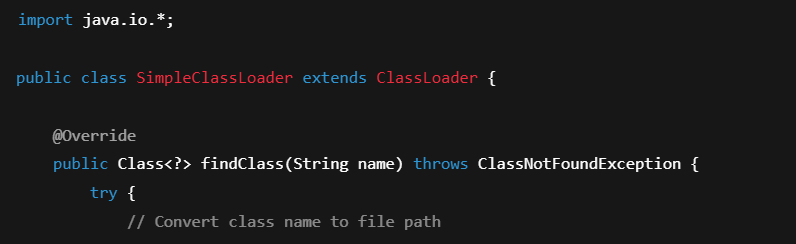 import java.io.*;
public class SimpleClassLoader extends ClassLoader {
@Override
public Class<?> findClass(String name) throws ClassNotFoundException {
try {
// Convert class name to file path